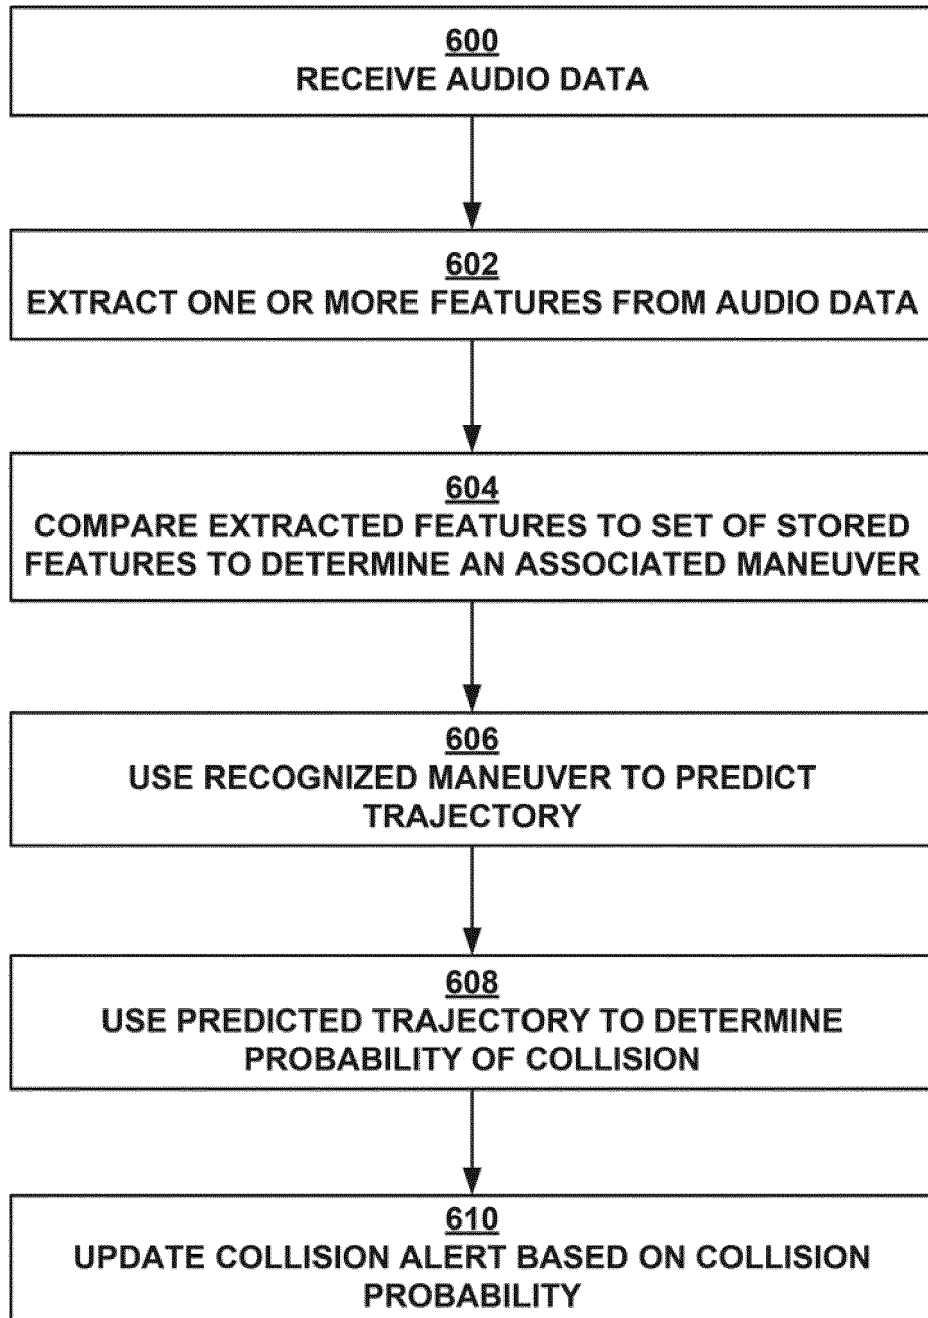 600
RECEIVE AUDIO DATA
602
EXTRACT ONE OR MORE FEATURES FROM AUDIO DATA
604
COMPARE EXTRACTED FEATURES TO SET OF STORED
FEATURES TO DETERMINE AN ASSOCIATED MANEUVER
606
USE RECOGNIZED MANEUVER TO PREDICT
TRAJECTORY
608
USE PREDICTED TRAJECTORY TO DETERMINE
PROBABILITY OF COLLISION
610
UPDATE COLLISION ALERT BASED ON COLLISION
PROBABILITY